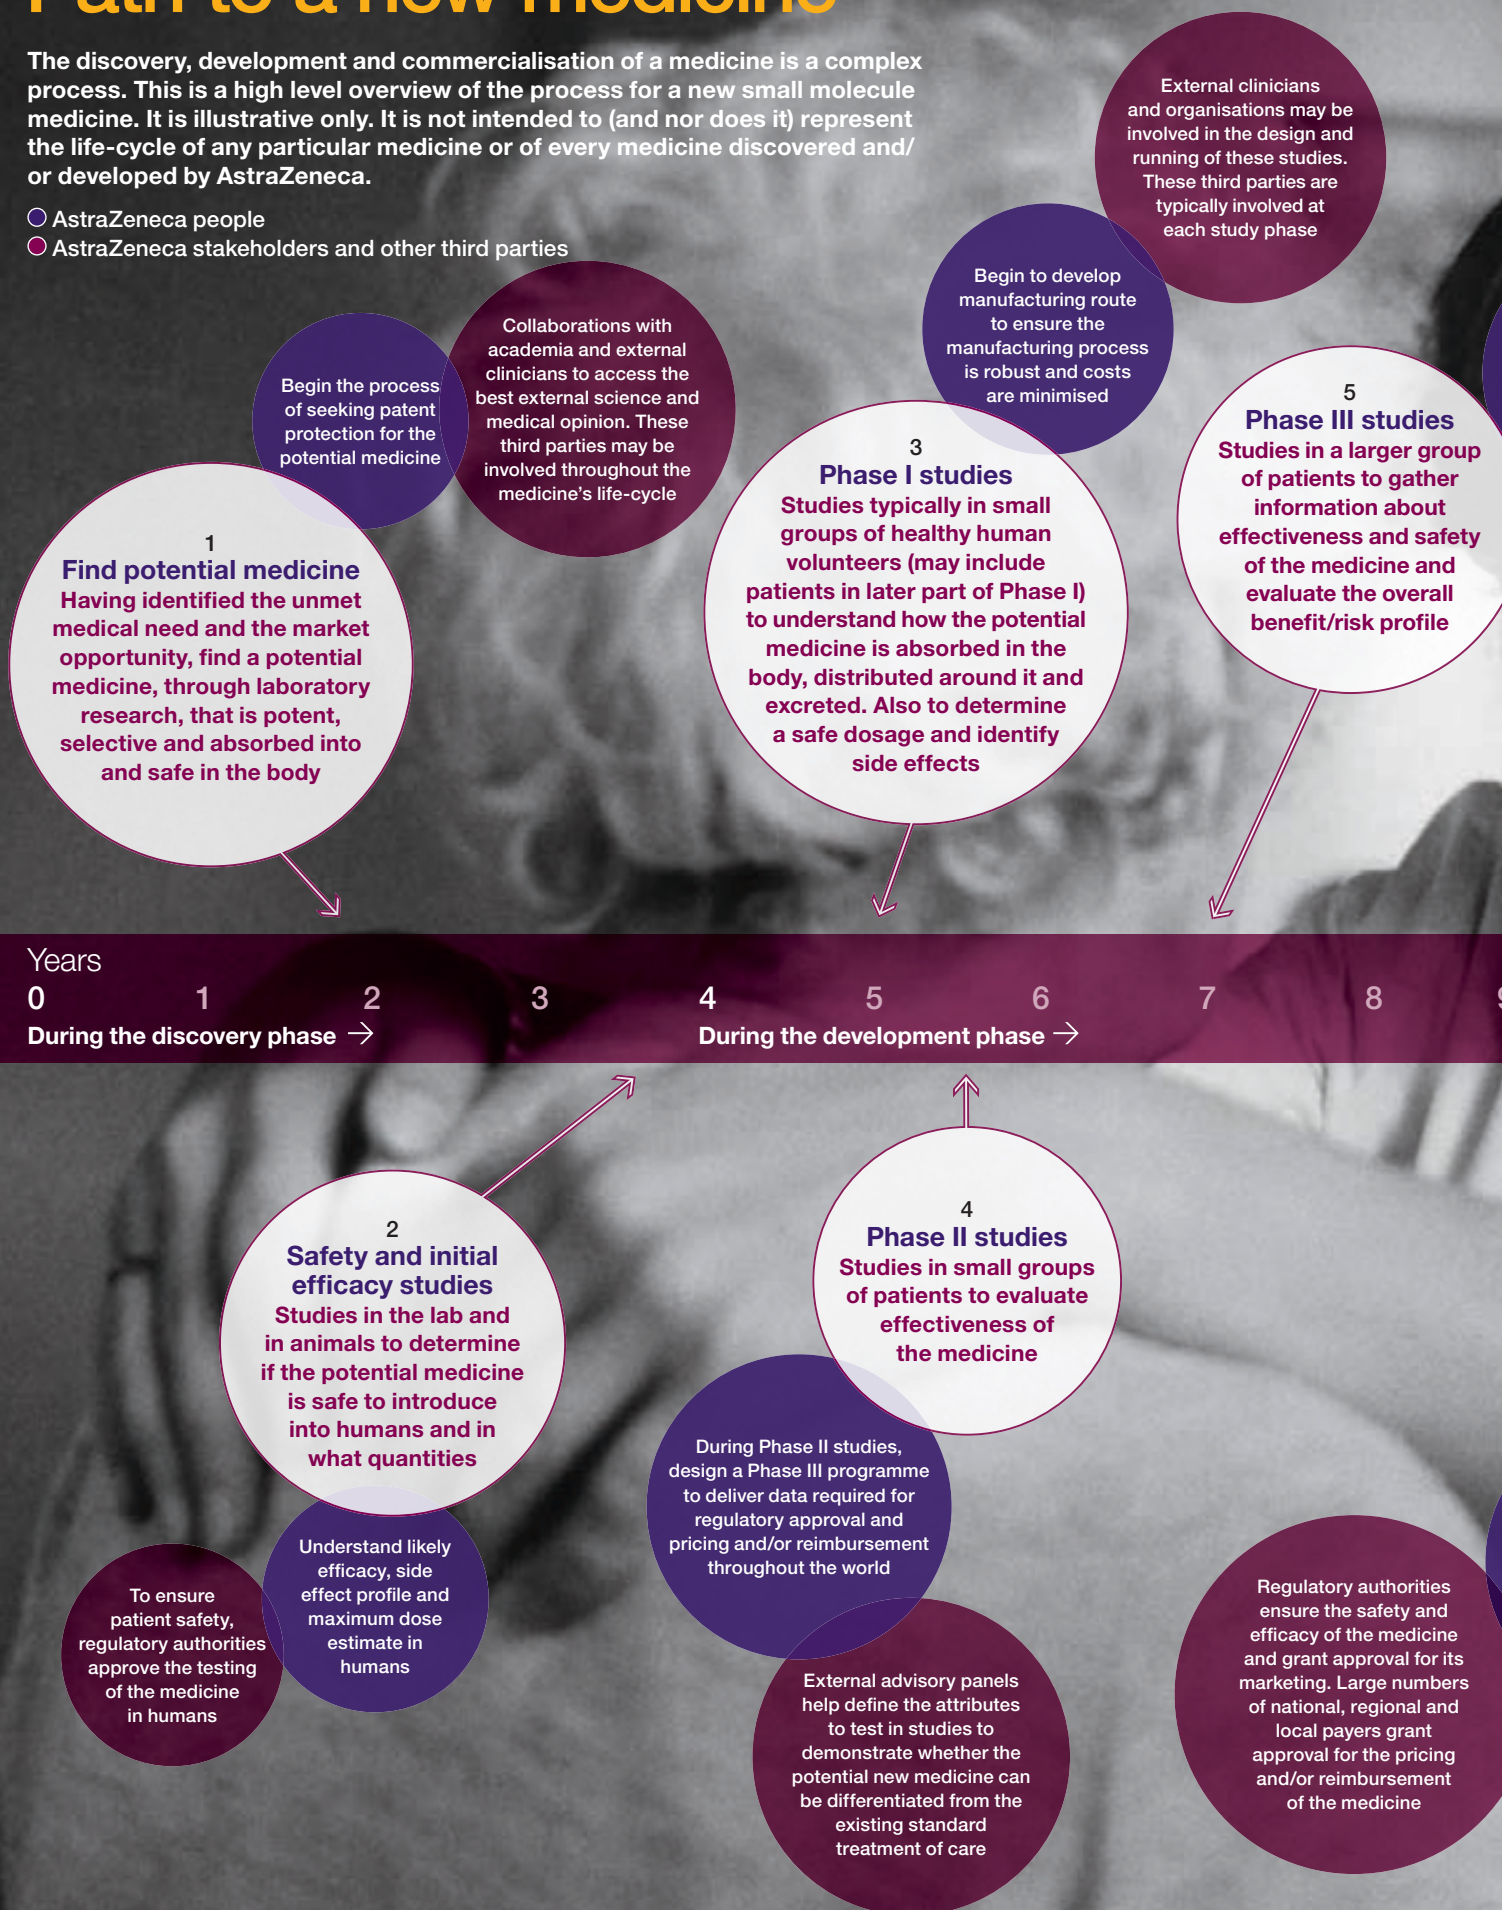 Path to a new medicine
The discovery, development and commercialisation of a medicine is a complex
process. This is a high level overview of the process for a new small molecule
medicine. It is illustrative only. It is not intended to (and nor does it) represent
the life-cycle of any particular medicine or of every medicine discovered and/
or developed by AstraZeneca.
AstraZeneca people
AstraZeneca stakeholders and other third parties
External clinicians
and organisations may be
involved in the design and
running of these studies.
These third parties are
typically involved at
each study phase
Begin to develop
manufacturing route
to ensure the
manufacturing process
is robust and costs
are minimised
Collaborations with
academia and external
clinicians to access the
best external science and
medical opinion. These
third parties may be
involved throughout the
medicine's life-cycle
Begin the process
of seeking patent
protection for the
potential medicine
1
Find potential medicine
Having identified the unmet
medical need and the market
opportunity, find a potential
medicine, through laboratory
research, that is potent,
selective and absorbed into
and safe in the body
3
Phase I studies
Studies typically in small
groups of healthy human
volunteers (may include
patients in later part of Phase I)
to understand how the potential
medicine is absorbed in the
body, distributed around it and
excreted. Also to determine
a safe dosage and identify
side effects
5
Phase III studies
Studies in a larger group
of patients to gather
information about
effectiveness and safety
of the medicine and
evaluate the overall
benefit/risk profile
Years
0 1 2 3 4 5 6 7 8
During the discovery phase → During the development phase →
2
Safety and initial
efficacy studies
Studies in the lab and
in animals to determine
if the potential medicine
is safe to introduce
into humans and in
what quantities
4
Phase II studies
Studies in small groups
of patients to evaluate
effectiveness of
the medicine
During Phase II studies,
design a Phase III programme
to deliver data required for
regulatory approval and
pricing and/or reimbursement
throughout the world
Understand likely
efficacy, side
effect profile and
maximum dose
estimate in
humans
To ensure
patient safety,
regulatory authorities
approve the testing
of the medicine
in humans
External advisory panels
help define the attributes
to test in studies to
demonstrate whether the
potential new medicine can
be differentiated from the
existing standard
treatment of care
Regulatory authorities
ensure the safety and
efficacy of the medicine
and grant approval for its
marketing. Large numbers
of national, regional and
local payers grant
approval for the pricing
and/or reimbursement
of the medicine